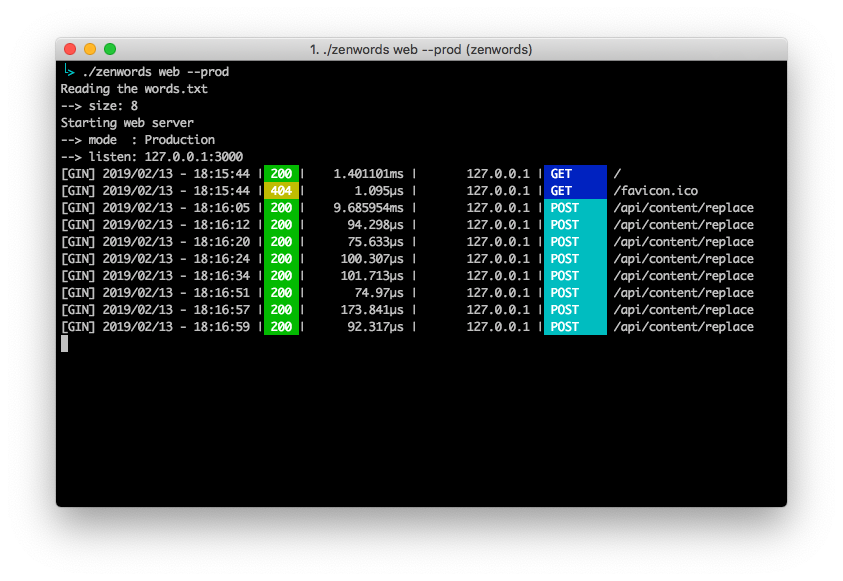 1. ./zenwords web --prod (zenwords)
./zenwords web --prod
Reading the words.txt
--> size: 8
Starting web server
--> mode  : Production
--> listen: 127.0.0.1:3000
[GIN] 2019/02/13 - 18:15:44 | 200 |    1.401101ms |       127.0.0.1 | GET      /
[GIN] 2019/02/13 - 18:15:44 | 404 |       1.095µs |       127.0.0.1 | GET      /favicon.ico
[GIN] 2019/02/13 - 18:16:05 | 200 |    9.685954ms |       127.0.0.1 | POST     /api/content/replace
[GIN] 2019/02/13 - 18:16:12 | 200 |      94.298µs |       127.0.0.1 | POST     /api/content/replace
[GIN] 2019/02/13 - 18:16:20 | 200 |      75.633µs |       127.0.0.1 | POST     /api/content/replace
[GIN] 2019/02/13 - 18:16:24 | 200 |     100.307µs |       127.0.0.1 | POST     /api/content/replace
[GIN] 2019/02/13 - 18:16:34 | 200 |     101.713µs |       127.0.0.1 | POST     /api/content/replace
[GIN] 2019/02/13 - 18:16:51 | 200 |       74.97µs |       127.0.0.1 | POST     /api/content/replace
[GIN] 2019/02/13 - 18:16:57 | 200 |     173.841µs |       127.0.0.1 | POST     /api/content/replace
[GIN] 2019/02/13 - 18:16:59 | 200 |      92.317µs |       127.0.0.1 | POST     /api/content/replace